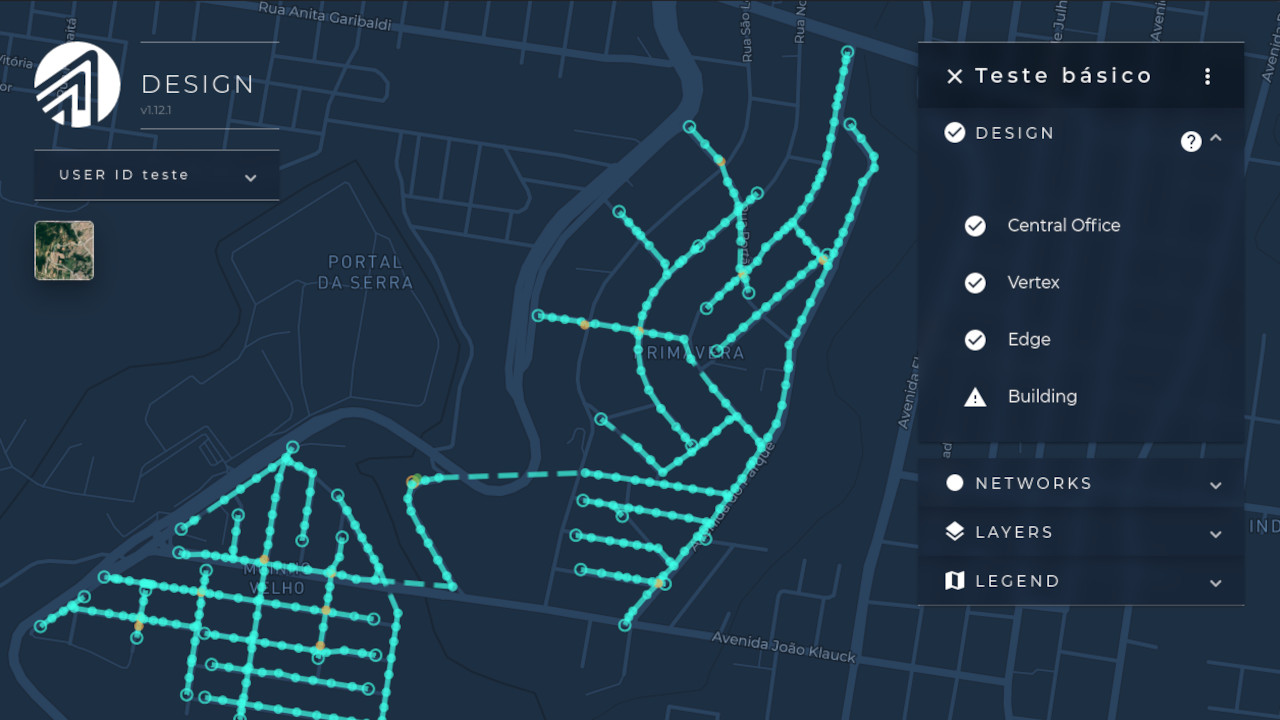 Rua Anita Garibaldi
DESIGN
v1.12.1
USER ID teste
PORTAL
DA SERRA
PRIMAVERA
VELHO
Avenida João Klauck
Teste básico
DESIGN
Central Office
Vertex
Edge
Building
NETWORKS
LAYERS
LEGEND